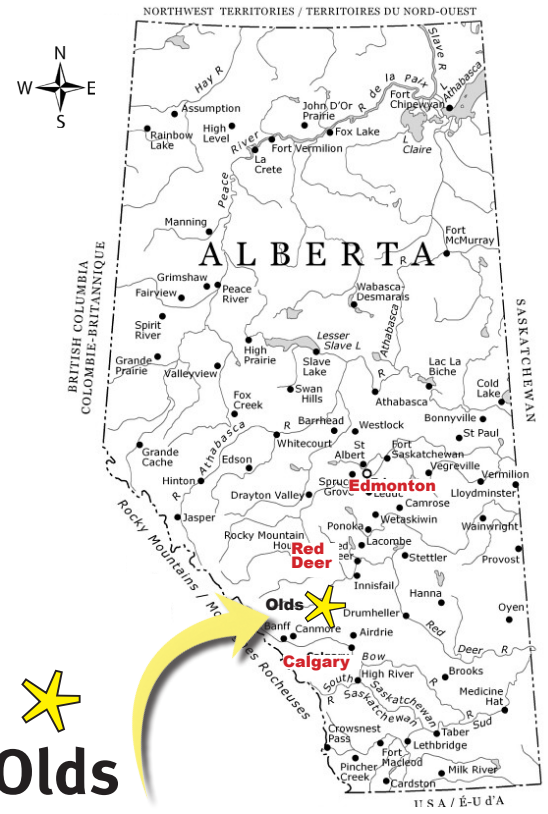 NORTHWEST TERRITORIES / TERRITOIRES DU NORD-OUEST
N
W E
S
Hay R
Slave R
L Athabasca
R de la Paix
Fort
Chipewyan
Assumption
John D'Or
Prairie
Rainbow
Lake
High
Level
River
Fox Lake
Fort Vermilion
La
Crete
L
Claire
Peace
Manning
ALBERTA
Fort
McMurray
R
BRITISH COLUMBIA
COLOMBIE-BRITANNIQUE
SASKATCHEWAN
Grimshaw
Fairview
Peace
River
Wabasca-
Desmarais
Athabasca
Spirit
River
High
Prairie
Lesser
Slave L
Slave
Lake
Grande
Prairie
Valleyview
R
Lac La
Biche
Cold
Lake
Swan
Hills
Fox
Creek
Athabasca
Bonnyville
Barrhead
Westlock
St Paul
R
Whitecourt
Athabasca
St
Albert
Fort
Saskatchewan
Grande
Cache
Edson
Vegreville
Vermilion
Hinton
R
Spruce
Grove
Edmonton
Leduc
Lloydminster
Drayton Valley
Camrose
Jasper
Wetaskiwin
Wainwright
Ponoka
Rocky Mountain
Lacombe
Red
Deer
Stettler
Provost
Innisfail
Hanna
Olds
Drumheller
Oyen
Red Deer R
Banff
Canmore
Airdrie
Rocky Mountains /
es Rocheuses
Calgary
Bow
High River
Brooks
R
South Saskatchewan
R
Saskatchewan
Sud
Medicine
Hat
R
Crowsnest
Pass
Taber
Lethbridge
Fort
Macleod
Pincher
Creek
Milk River
Cardston
Olds
USA / É-U d'A